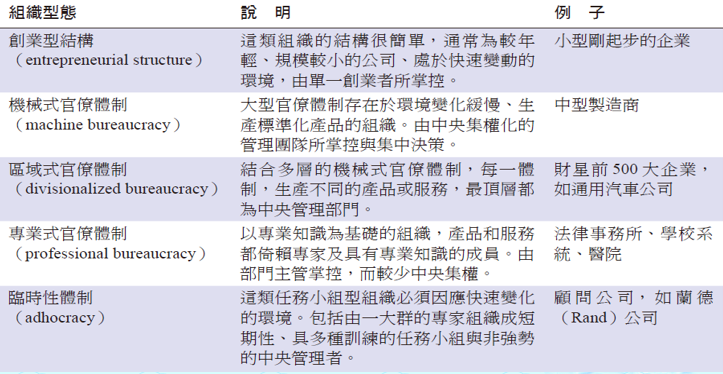 組織型態 說 明 例 子
創業型結構 這類組織的結構很簡單，通常為較年 小型剛起步的企業
（entrepreneurial structure） 輕、規模較小的公司、處於快速變動的
環境，由單一創業者所掌控。
機械式官僚體制 大型官僚體制存在於環境變化緩慢、生 中型製造商
（machine bureaucracy） 產標準化產品的組織。由中央集權化的
管理團隊所掌控與集中決策。
區域式官僚體制 結合多層的機械式官僚體制，每一體 財星前 500 大企業，
（divisionalized bureaucracy） 制，生產不同的產品或服務，最頂層都 如通用汽車公司
為中央管理部門。
專業式官僚體制 以專業知識為基礎的組織，產品和服務 法律事務所、學校系
（professional bureaucracy） 都倚賴專家及具有專業知識的成員。由 統、醫院
部門主管掌控，而較少中央集權。
臨時性體制 這類任務小組型組織必須因應快速變化 顧問公司，如蘭德
（adhocracy） 的環境。包括由一大群的專家組織成短 （Rand）公司
期性、具多種訓練的任務小組與非強勢
的中央管理者。